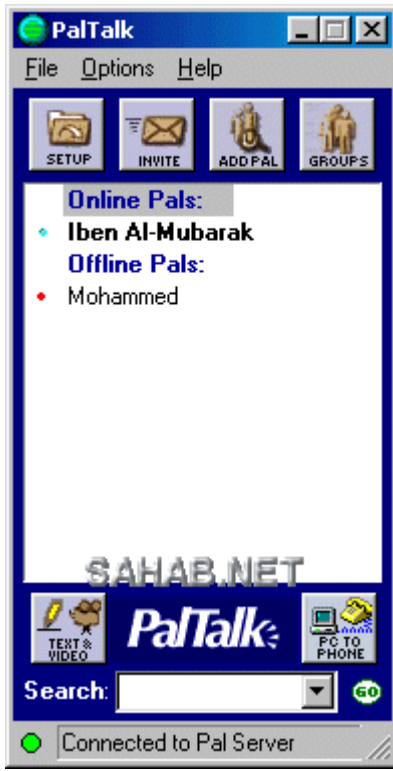 PalTalk
File Options Help
SETUP INVITE ADD PAL GROUPS
Online Pals:
Iben Al-Mubarak
Offline Pals:
Mohammed
SAHAB.NET
TEXT &
VIDEO
PalTalk
PC TO
PHONE
Search:
GO
Connected to Pal Server